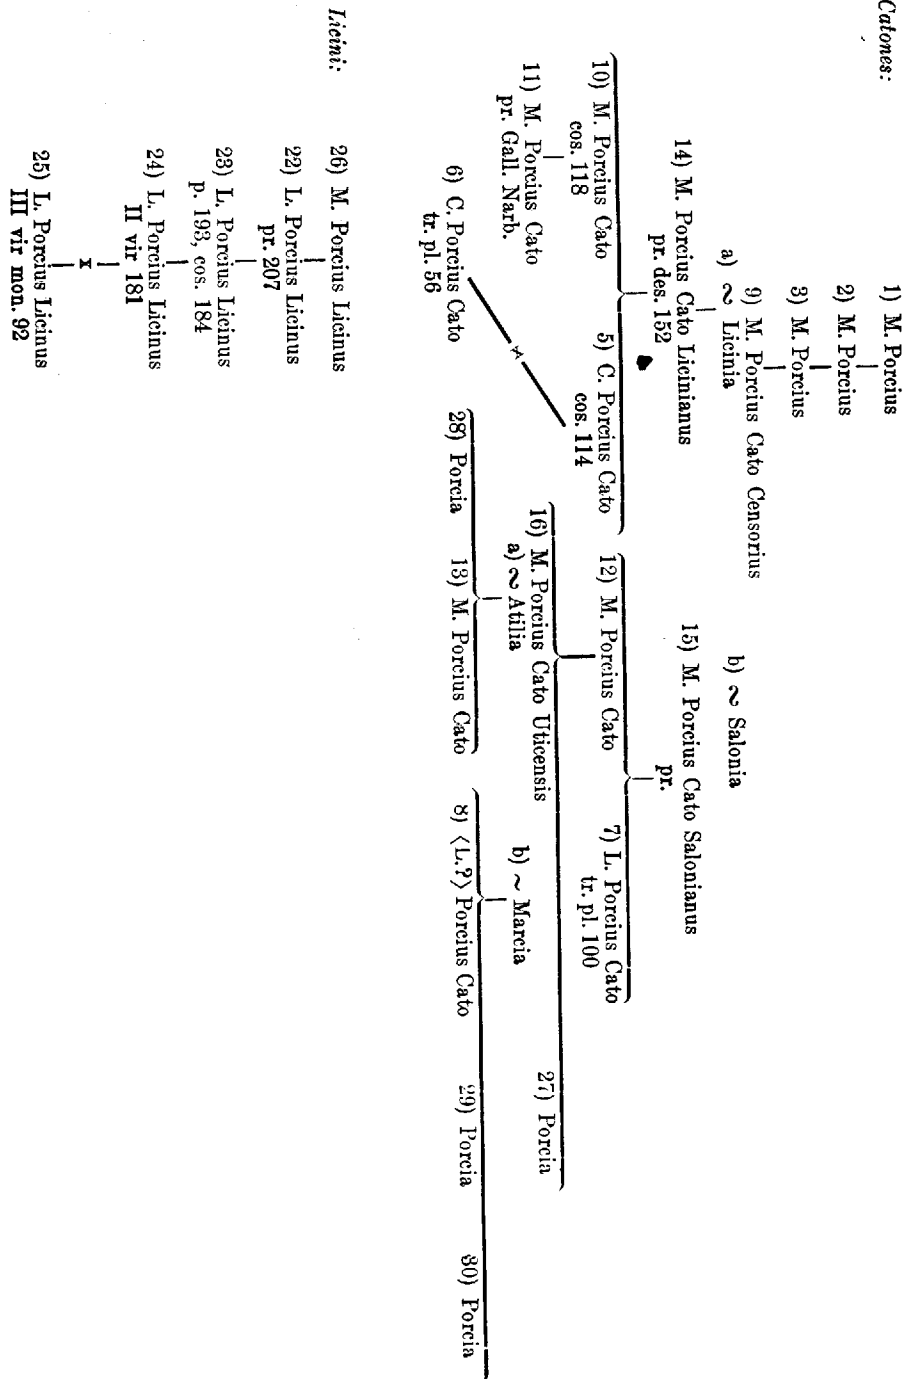 Catones:
1) M. Porcius
2) M. Porcius
3) M. Porcius
9) M. Porcius Cato Censorius
a) ~ Licinia
b) ~ Salonia
14) M. Porcius Cato Licinianus
pr. des. 152
15) M. Porcius Cato Salonianus
pr.
10) M. Porcius Cato
cos. 118
5) C. Porcius Cato
cos. 114
12) M. Porcius Cato
7) L. Porcius Cato
tr. pl. 100
11) M. Porcius Cato
pr. Gall. Narb.
16) M. Porcius Cato Uticensis
a) ~ Atilia
b) ~ Marcia
27) Porcia
6) C. Porcius Cato
tr. pl. 56
x
28) Porcia
13) M. Porcius Cato
8) ⟨L.?⟩ Porcius Cato
29) Porcia
30) Porcia
Licini:
26) M. Porcius Licinus
22) L. Porcius Licinus
pr. 207
23) L. Porcius Licinus
p. 193, cos. 184
24) L. Porcius Licinus
II vir 181
x
25) L. Porcius Licinus
III vir mon. 92